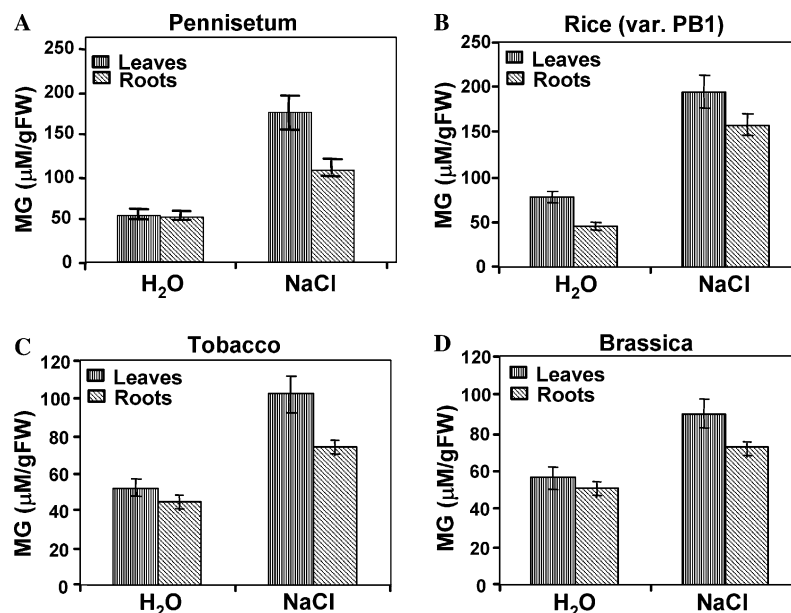 A
Pennisetum
MG (μM/gFW)
250
200
150
100
50
0
Leaves
Roots
H₂O
NaCl
B
Rice (var. PB1)
MG (μM/gFW)
250
200
150
100
50
0
Leaves
Roots
H₂O
NaCl
C
Tobacco
MG (μM/gFW)
120
100
80
60
40
20
0
Leaves
Roots
H₂O
NaCl
D
Brassica
MG (μM/gFW)
120
100
80
60
40
20
0
Leaves
Roots
H₂O
NaCl